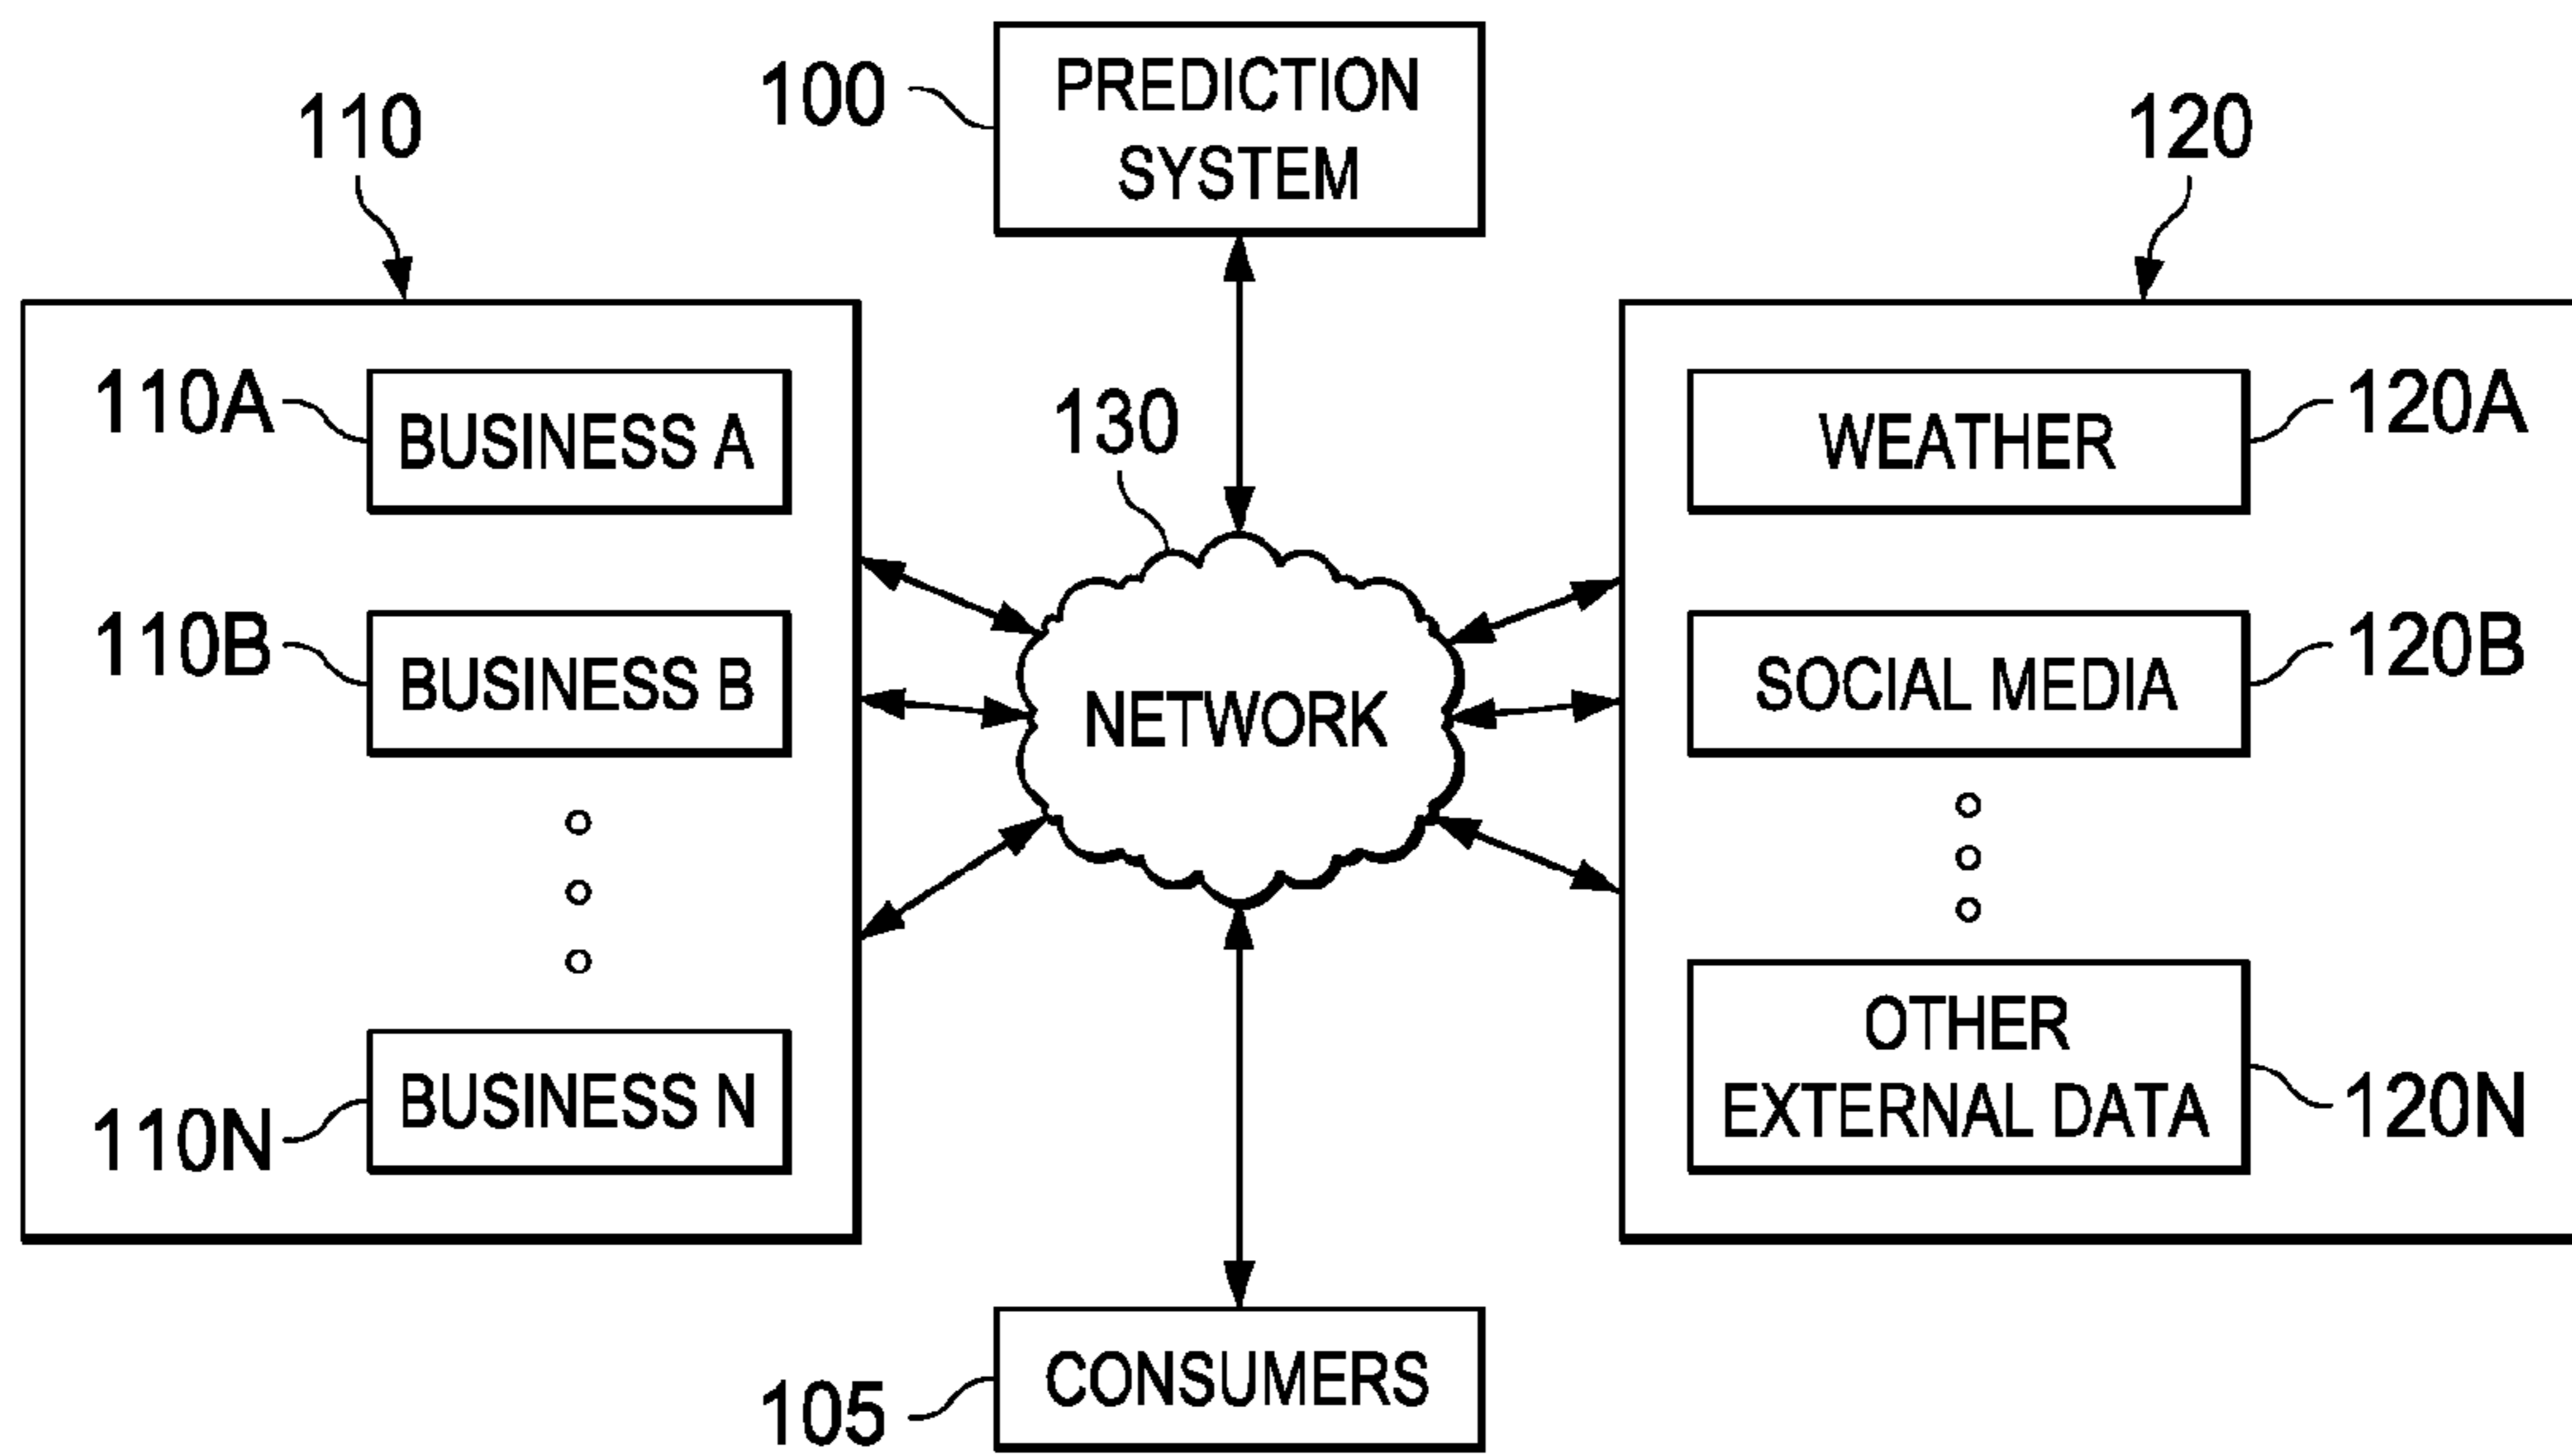 100
PREDICTION
SYSTEM
110
120
110A
BUSINESS A
110B
BUSINESS B
110N
BUSINESS N
130
NETWORK
WEATHER
120A
SOCIAL MEDIA
120B
OTHER
EXTERNAL DATA
120N
105
CONSUMERS